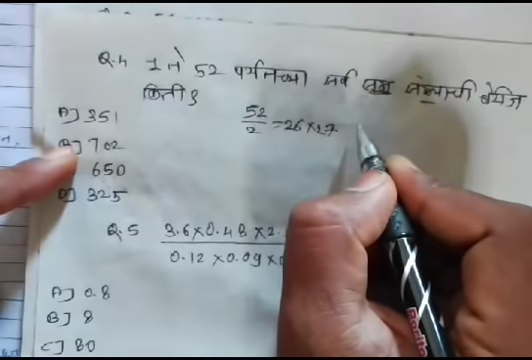 Q.4 1 ते 52 पर्यंतच्या सर्व सम संख्यांची बेरीज
किती?
A] 351
B] 702
650
D] 325
52/2 = 26 × 27
Q.5 3.6 × 0.48 × 2.
0.12 × 0.09 ×
A] 0.8
B] 8
C] 80